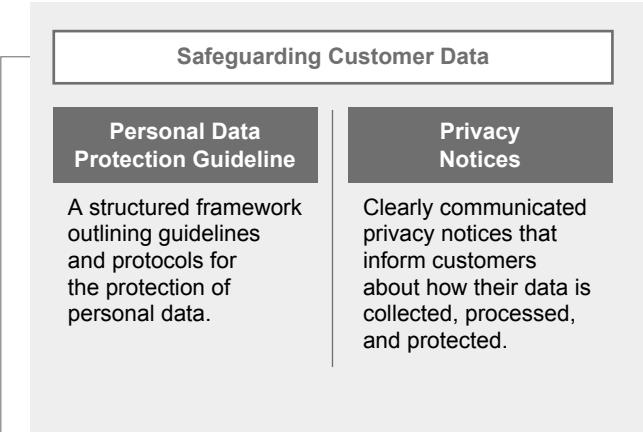 Safeguarding Customer Data
Personal Data
Protection Guideline
A structured framework
outlining guidelines
and protocols for
the protection of
personal data.
Privacy
Notices
Clearly communicated
privacy notices that
inform customers
about how their data is
collected, processed,
and protected.